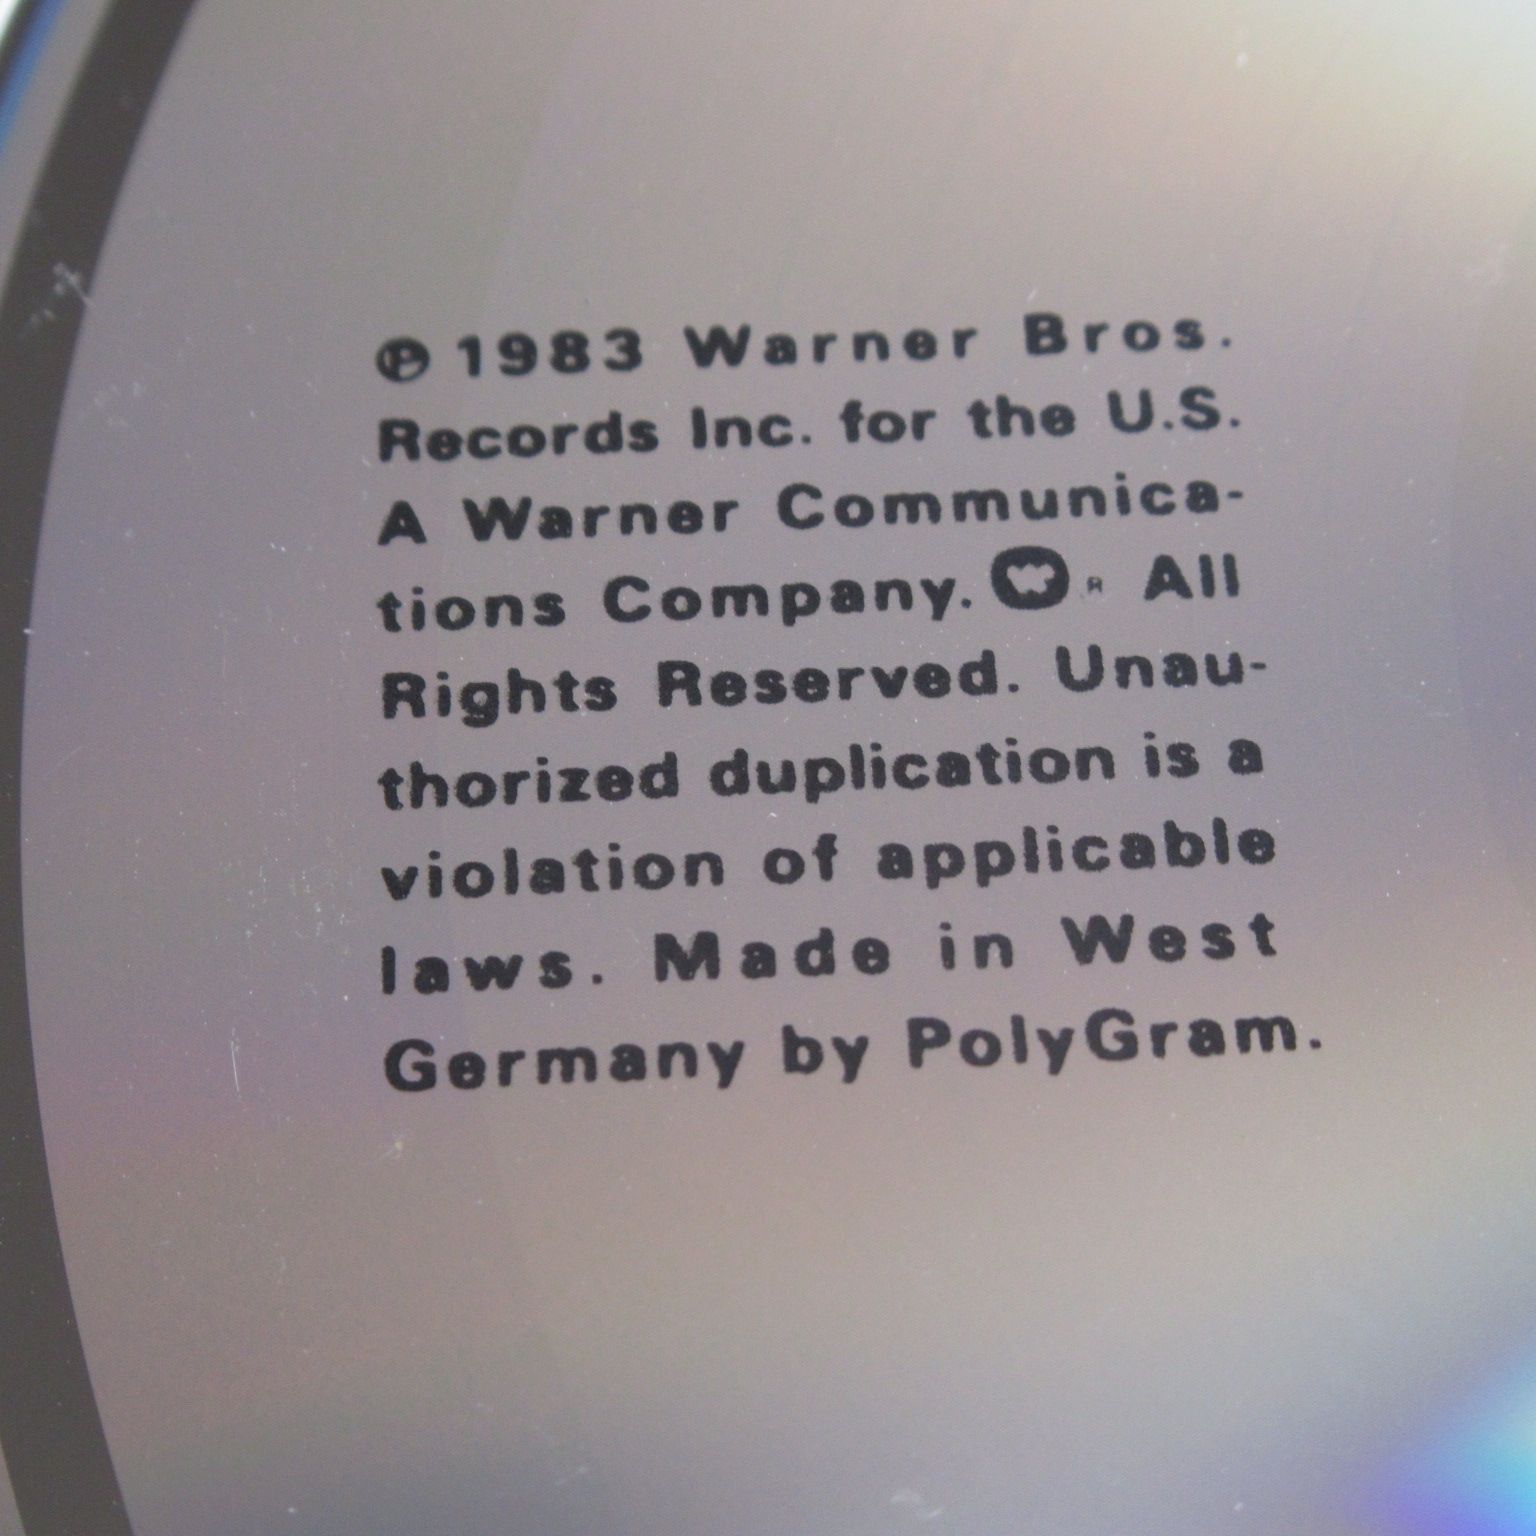 ℗ 1983 Warner Bros.
Records Inc. for the U.S.
A Warner Communica-
tions Company. ® All
Rights Reserved. Unau-
thorized duplication is a
violation of applicable
laws. Made in West
Germany by PolyGram.